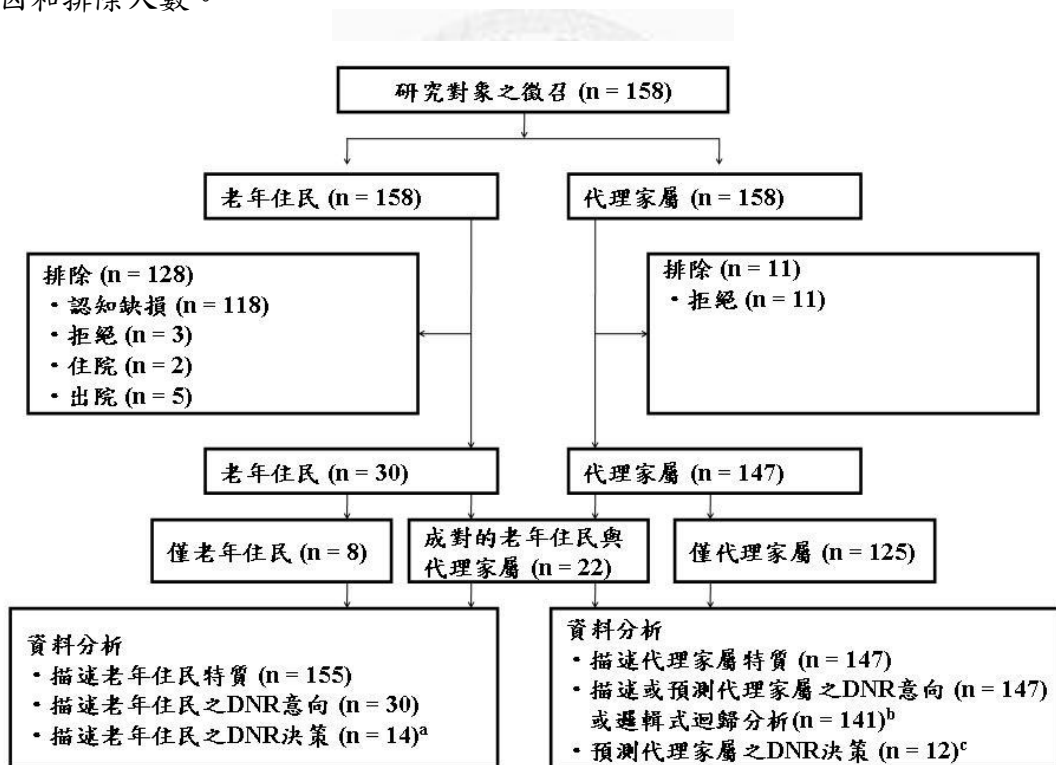 因和排除人數。
研究對象之徵召 (n = 158)
老年住民 (n = 158)
代理家屬 (n = 158)
排除 (n = 128)
・認知缺損 (n = 118)
・拒絕 (n = 3)
・住院 (n = 2)
・出院 (n = 5)
排除 (n = 11)
・拒絕 (n = 11)
老年住民 (n = 30)
代理家屬 (n = 147)
僅老年住民 (n = 8)
成對的老年住民與
代理家屬 (n = 22)
僅代理家屬 (n = 125)
資料分析
・描述老年住民特質 (n = 155)
・描述老年住民之DNR意向 (n = 30)
・描述老年住民之DNR決策 (n = 14)a
資料分析
・描述代理家屬特質 (n = 147)
・描述或預測代理家屬之DNR意向 (n = 147)
或邏輯式迴歸分析(n = 141)b
・預測代理家屬之DNR決策 (n = 12)c